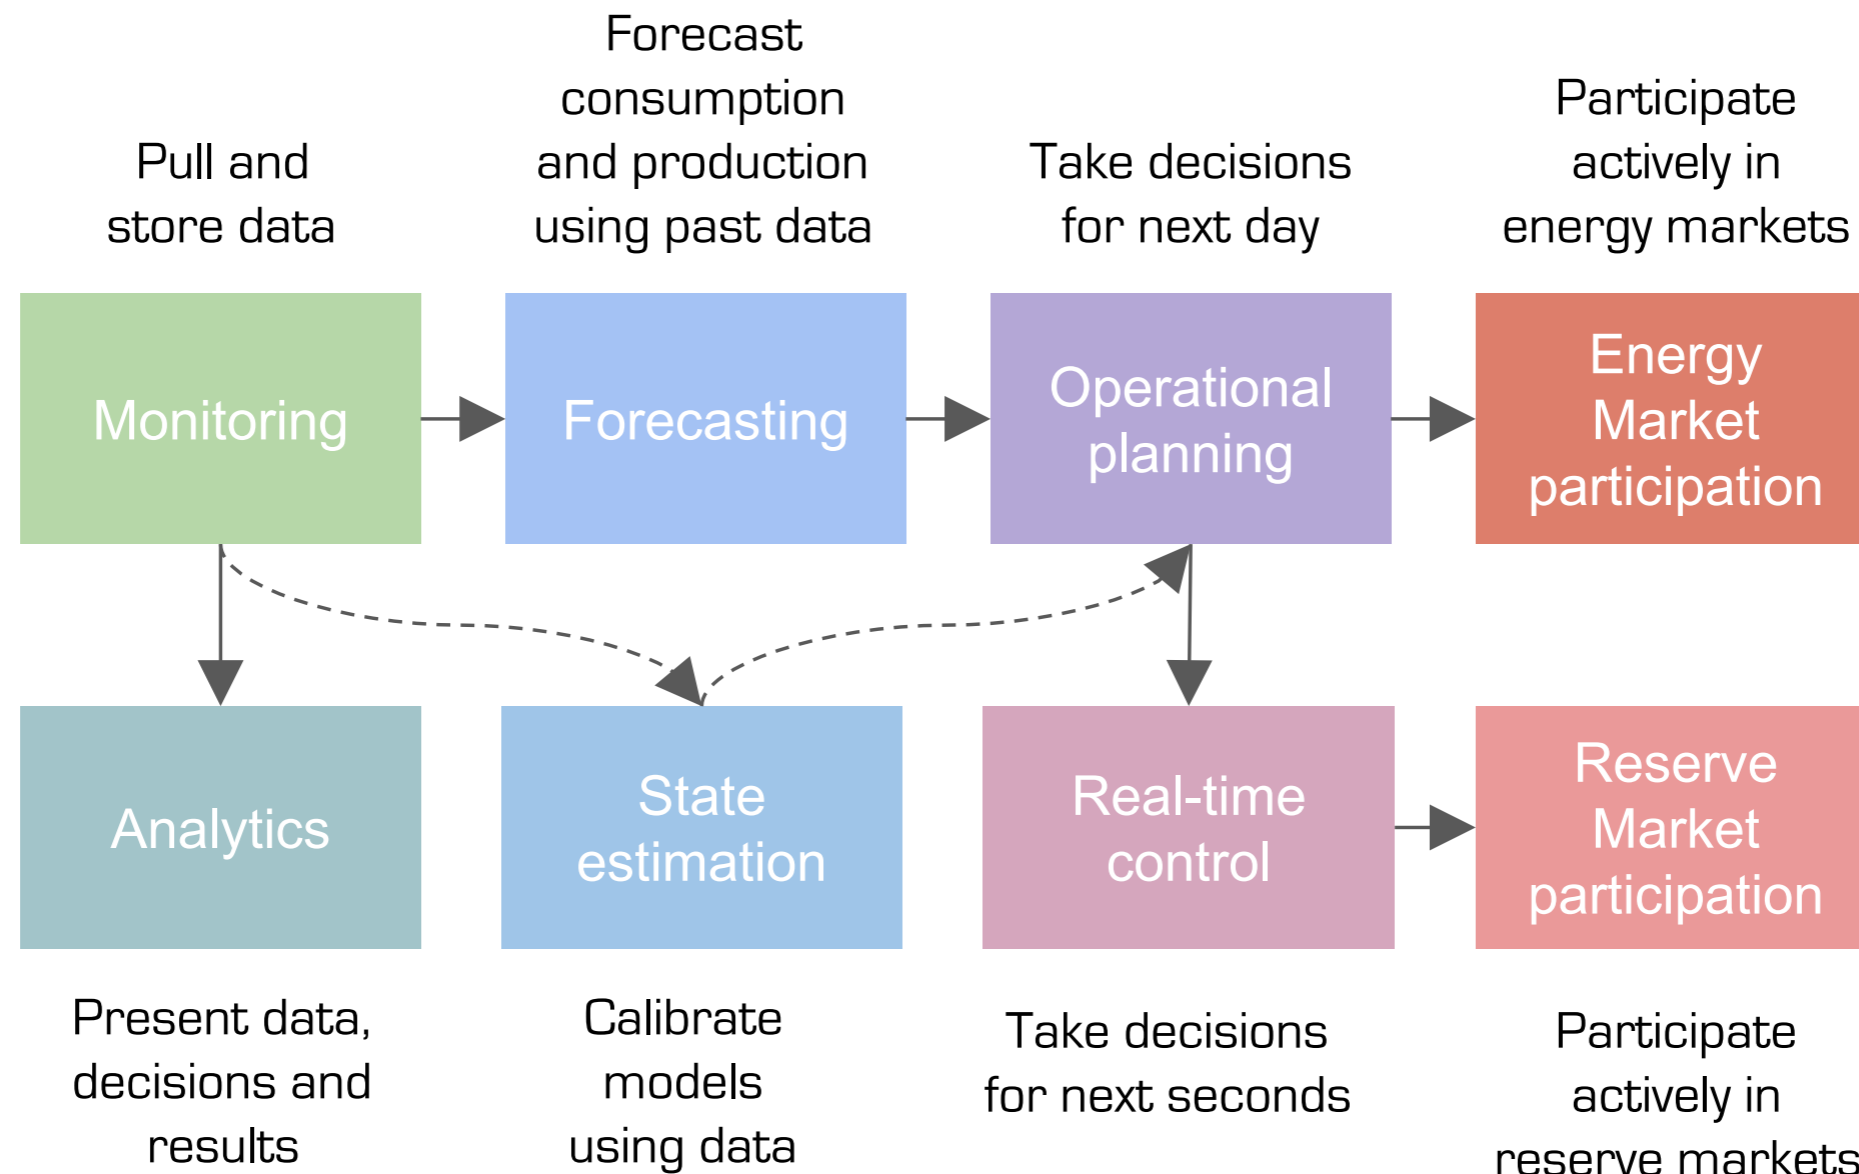 Pull and
store data
Forecast
consumption
and production
using past data
Take decisions
for next day
Participate
actively in
energy markets
Monitoring
Forecasting
Operational
planning
Energy
Market
participation
Analytics
State
estimation
Real-time
control
Reserve
Market
participation
Present data,
decisions and
results
Calibrate
models
using data
Take decisions
for next seconds
Participate
actively in
reserve markets